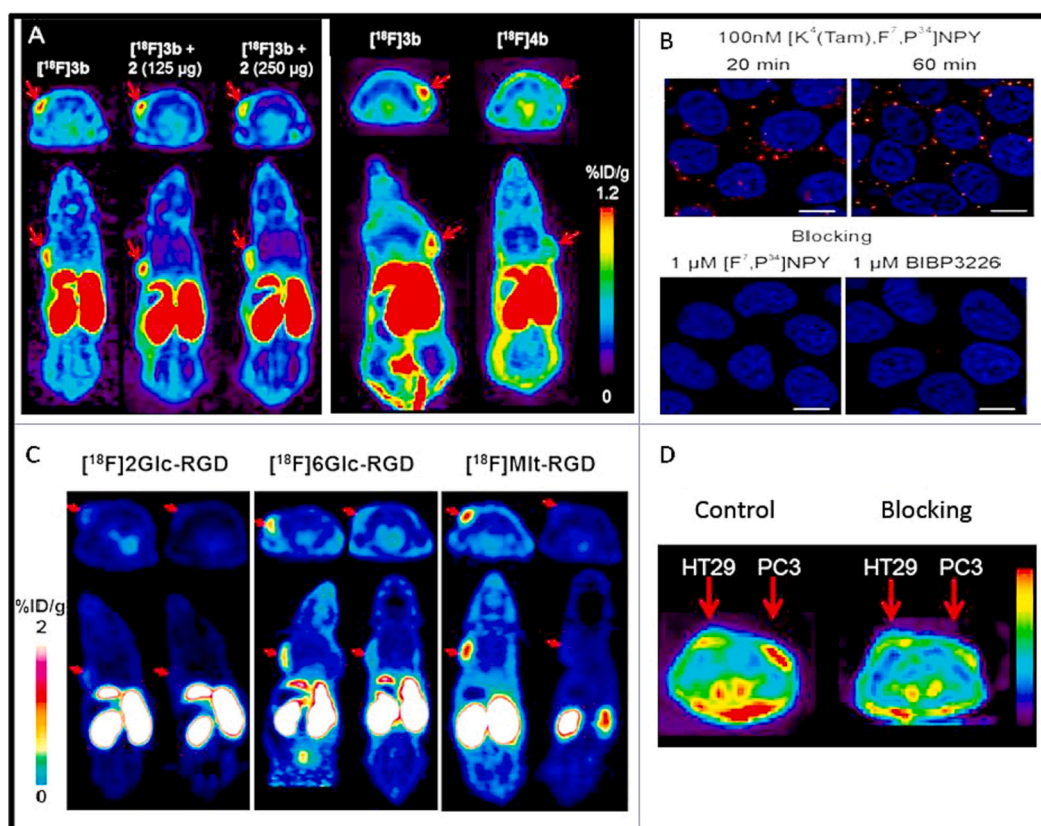 A
[¹⁸F]3b
[¹⁸F]3b +
2 (125 µg)
[¹⁸F]3b +
2 (250 µg)
[¹⁸F]3b
[¹⁸F]4b
%ID/g
1.2
0
B
100nM [K⁴(Tam),F⁷,P³⁴]NPY
20 min
60 min
Blocking
1 µM [F⁷,P³⁴]NPY
1 µM BIBP3226
C
[¹⁸F]2Glc-RGD
[¹⁸F]6Glc-RGD
[¹⁸F]Mlt-RGD
%ID/g
2
0
D
Control
Blocking
HT29
PC3
HT29
PC3